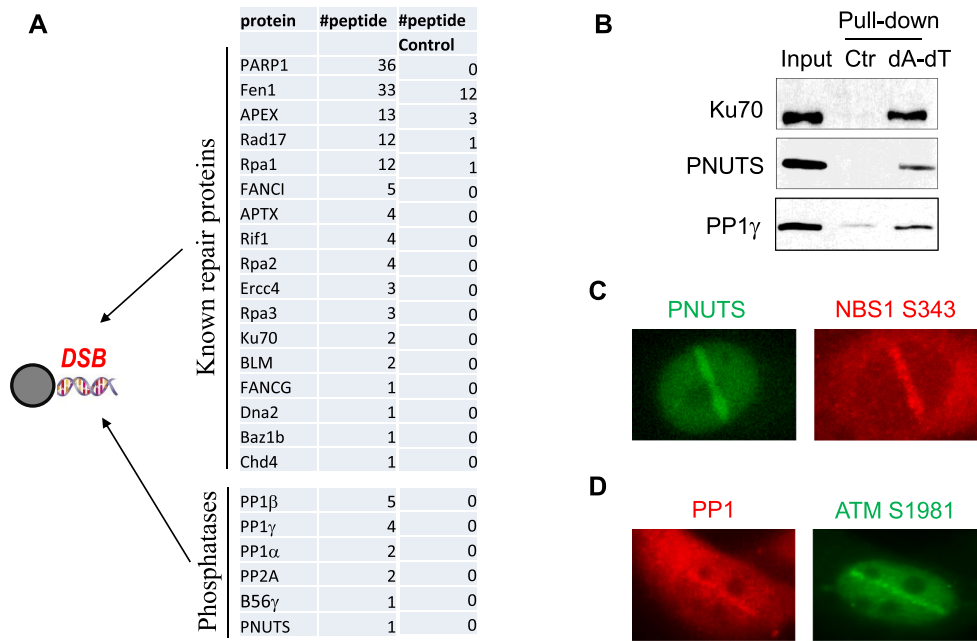 A
protein #peptide #peptide
Control
PARP1 36 0
Fen1 33 12
APEX 13 3
Rad17 12 1
Rpa1 12 1
FANCI 5 0
APTX 4 0
Rif1 4 0
Rpa2 4 0
Ercc4 3 0
Rpa3 3 0
Ku70 2 0
BLM 2 0
FANCG 1 0
Dna2 1 0
Baz1b 1 0
Chd4 1 0
PP1β 5 0
PP1γ 4 0
PP1α 2 0
PP2A 2 0
B56γ 1 0
PNUTS 1 0
Known repair proteins
Phosphatases
DSB
B
Pull-down
Input Ctr dA-dT
Ku70
PNUTS
PP1γ
C
PNUTS NBS1 S343
D
PP1 ATM S1981